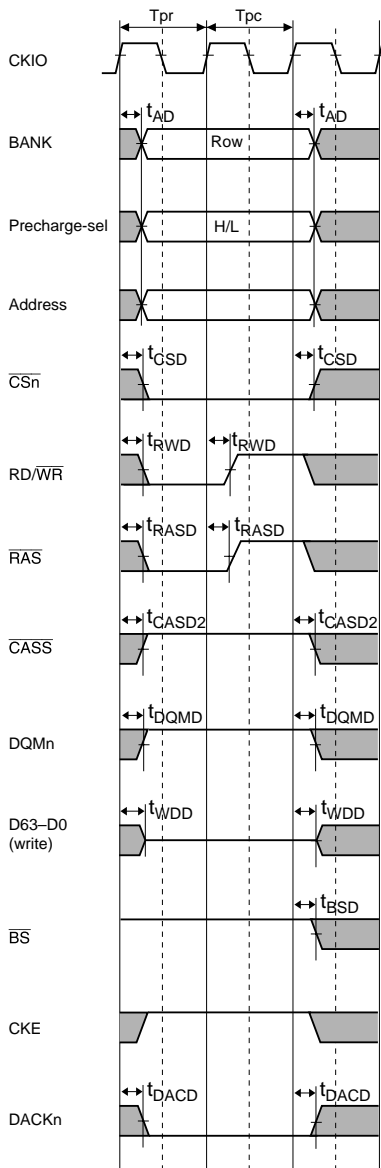 Tpr Tpc
CKIO
tAD tAD
BANK Row
Precharge-sel H/L
Address
tCSD tCSD
CSn
tRWD tRWD
RD/WR
tRASD tRASD
RAS
tCASD2 tCASD2
CASS
tDQMD tDQMD
DQMn
tWDD tWDD
D63–D0
(write)
tBSD
BS
CKE
tDACD tDACD
DACKn